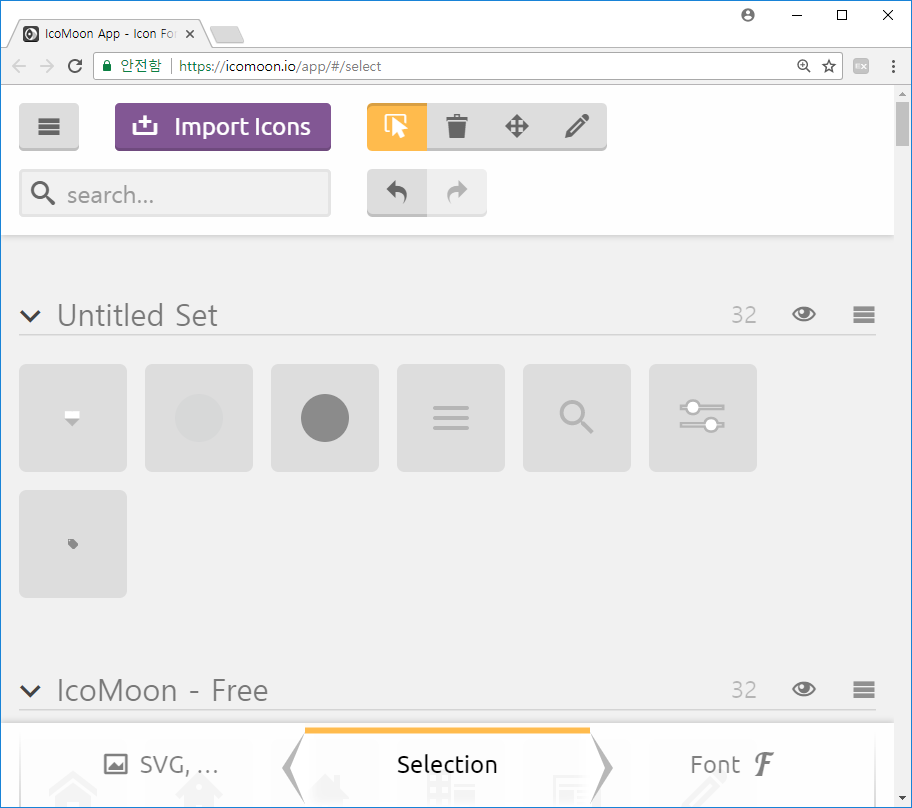 IcoMoon App - Icon Fo
안전함 https://icomoon.io/app/#/select
Import Icons
search...
Untitled Set 32
IcoMoon - Free 32
SVG, ... Selection Font F